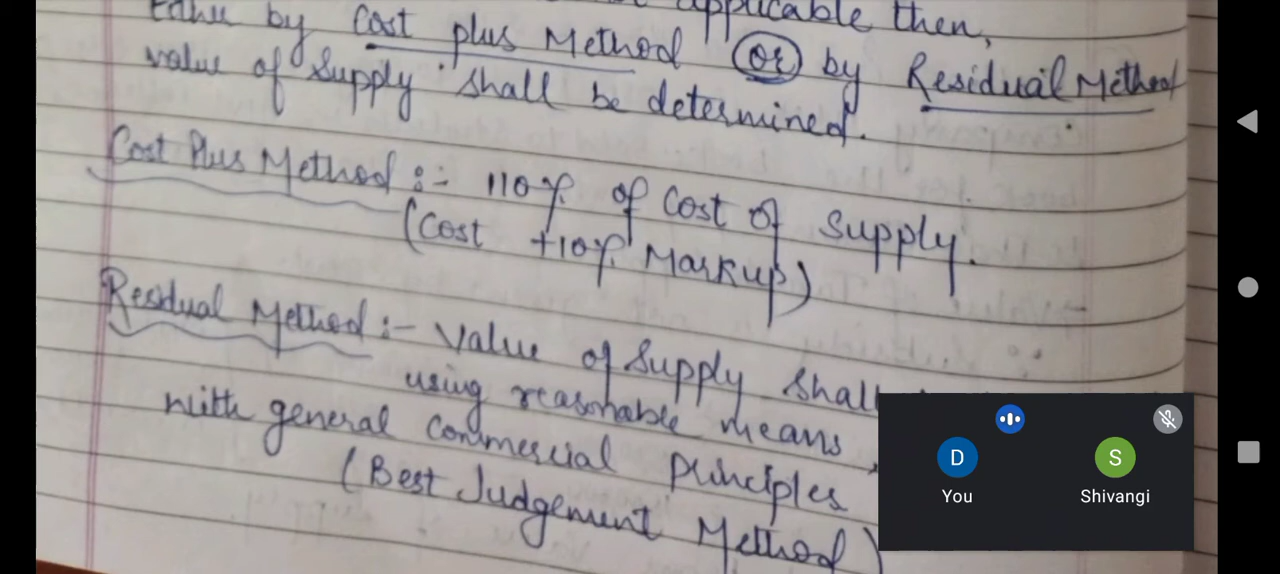 by Cost plus Method (or) by Residual Method
applicable then,
value of Supply shall be determined.
Cost Plus Method :- 110% of Cost of Supply.
(Cost +10% Markup)
Residual Method :- Value of Supply shall
using reasonable means
with general Commercial Principles
(Best Judgement Method)
D
You
S
Shivangi